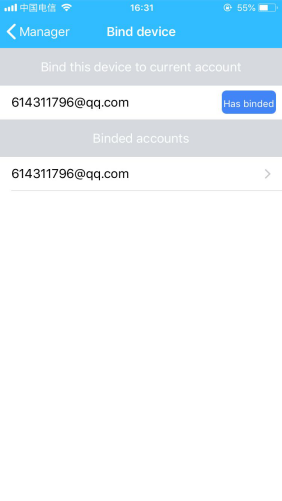 中国电信 16:31 55%
Manager Bind device
Bind this device to current account
614311796@qq.com Has binded
Binded accounts
614311796@qq.com